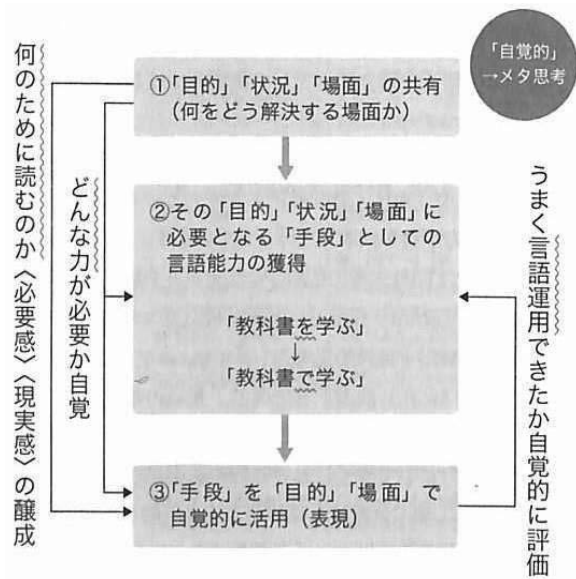 「自覚的」
→メタ思考
①「目的」「状況」「場面」の共有
(何をどう解決する場面か)
②その「目的」「状況」「場面」に
必要となる「手段」としての
言語能力の獲得
「教科書を学ぶ」
↓
「教科書で学ぶ」
③「手段」を「目的」「場面」で
自覚的に活用(表現)
うまく言語運用できたか自覚的に評価
どんな力が必要か自覚
何のために読むのか〈必要感〉〈現実感〉の醸成